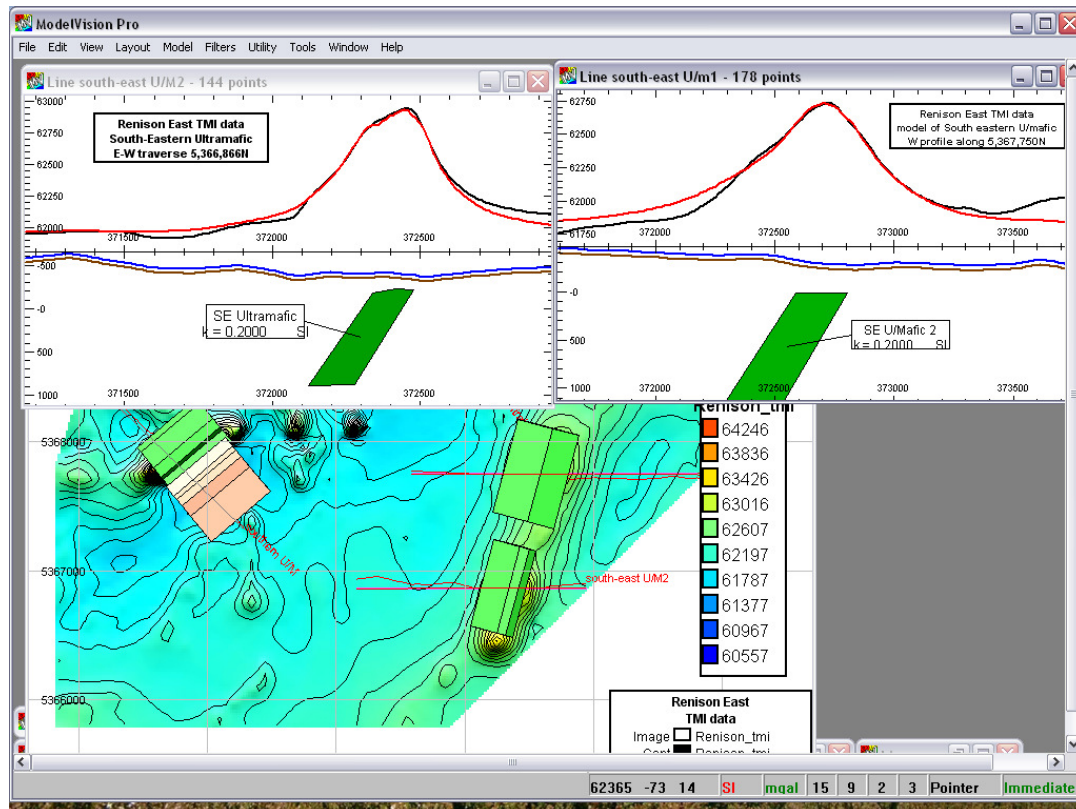 ModelVision Pro
File Edit View Layout Model Filters Utility Tools Window Help
Line south-east U/M2 - 144 points
63000
62750
62500
62250
62000
Renison East TMI data
South-Eastern Ultramafic
E-W traverse 5,366,866N
371500 372000 372500
-500
-0
500
1000
SE Ultramafic
k = 0.2000 SI
371500 372000 372500
Line south-east U/m1 - 178 points
62750
62500
62250
62000
61750
Renison East TMI data
model of South eastern U/mafic
W profile along 5,367,750N
372000 372500 373000 373500
-0
500
1000
SE U/Mafic 2
k = 0.2000 SI
372000 372500 373000 373500
5368000
5367000
5366000
U/M
south-east U/M2
Renison_tmi
64246
63836
63426
63016
62607
62197
61787
61377
60967
60557
Renison East
TMI data
Image Renison_tmi
Cont Renison_tmi
62365 -73 14 SI mgal 15 9 2 3 Pointer Immediate